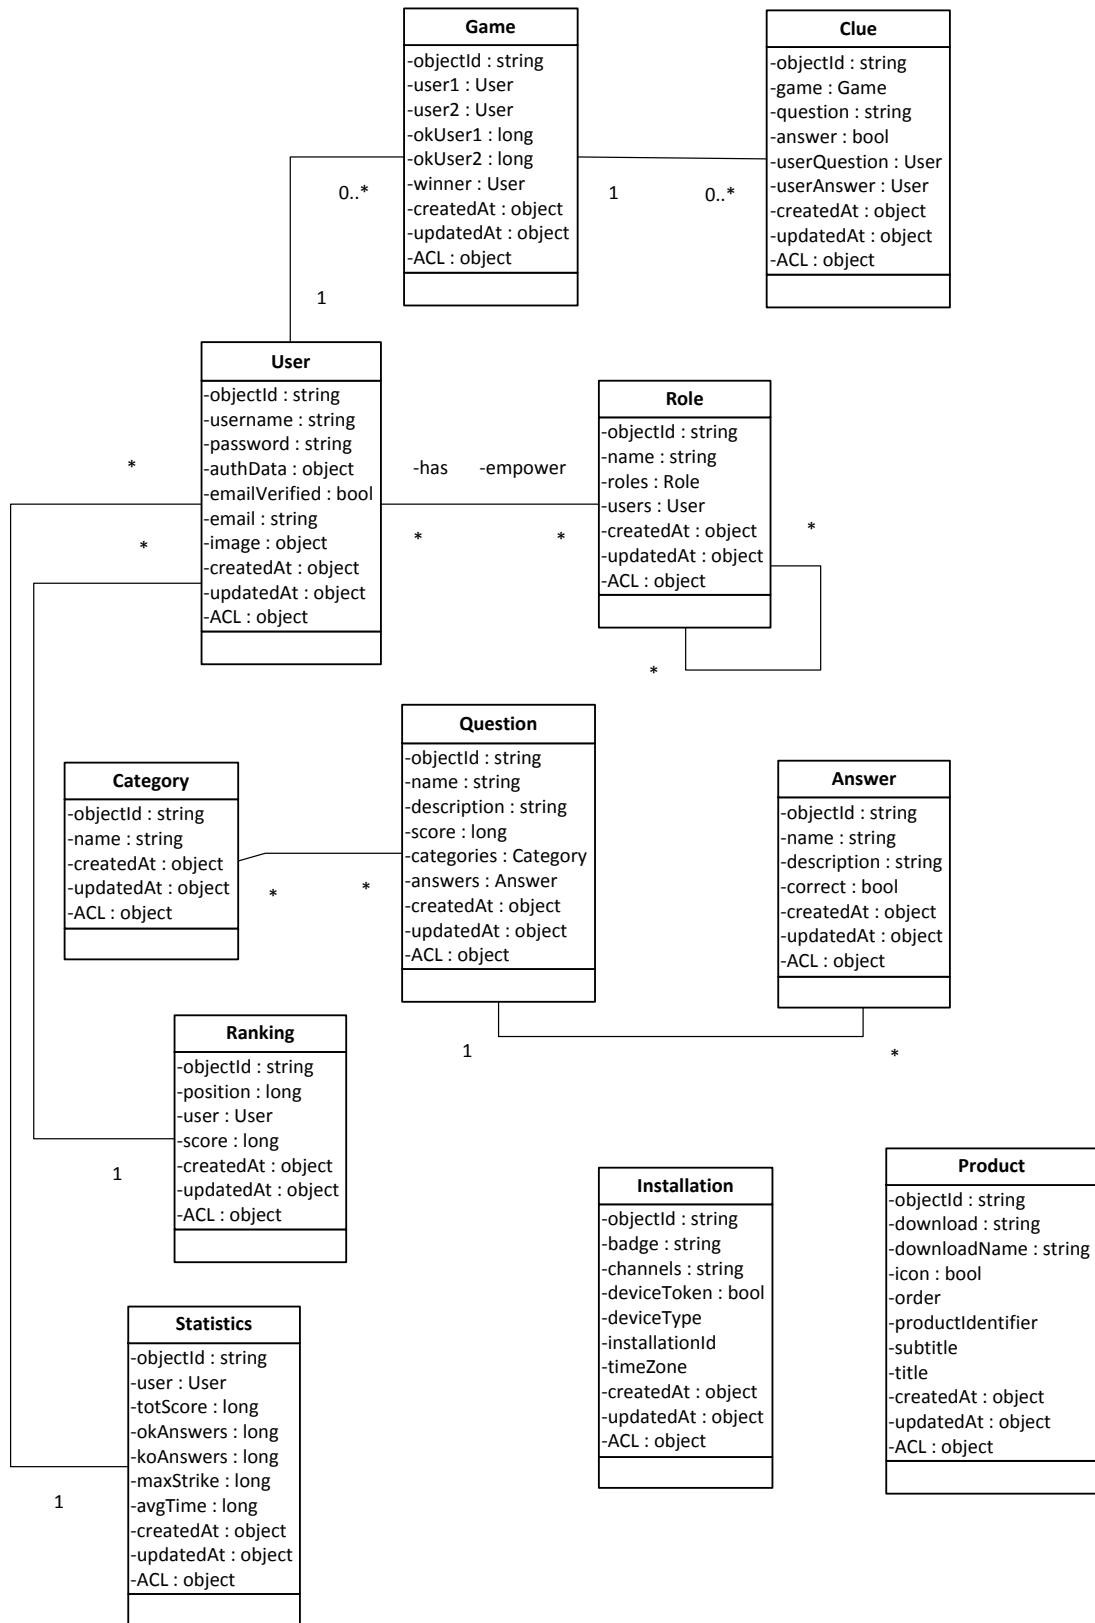 Game
-objectId : string
-user1 : User
-user2 : User
-okUser1 : long
-okUser2 : long
-winner : User
-createdAt : object
-updatedAt : object
-ACL : object
Clue
-objectId : string
-game : Game
-question : string
-answer : bool
-userQuestion : User
-userAnswer : User
-createdAt : object
-updatedAt : object
-ACL : object
0..*
1
0..*
1
User
-objectId : string
-username : string
-password : string
-authData : object
-emailVerified : bool
-email : string
-image : object
-createdAt : object
-updatedAt : object
-ACL : object
*
*
-has
-empower
*
*
Role
-objectId : string
-name : string
-roles : Role
-users : User
-createdAt : object
-updatedAt : object
-ACL : object
*
*
Category
-objectId : string
-name : string
-createdAt : object
-updatedAt : object
-ACL : object
*
*
Question
-objectId : string
-name : string
-description : string
-score : long
-categories : Category
-answers : Answer
-createdAt : object
-updatedAt : object
-ACL : object
Answer
-objectId : string
-name : string
-description : string
-correct : bool
-createdAt : object
-updatedAt : object
-ACL : object
1
*
Ranking
-objectId : string
-position : long
-user : User
-score : long
-createdAt : object
-updatedAt : object
-ACL : object
1
Installation
-objectId : string
-badge : string
-channels : string
-deviceToken : bool
-deviceType
-installationId
-timeZone
-createdAt : object
-updatedAt : object
-ACL : object
Product
-objectId : string
-download : string
-downloadName : string
-icon : bool
-order
-productIdentifier
-subtitle
-title
-createdAt : object
-updatedAt : object
-ACL : object
Statistics
-objectId : string
-user : User
-totScore : long
-okAnswers : long
-koAnswers : long
-maxStrike : long
-avgTime : long
-createdAt : object
-updatedAt : object
-ACL : object
1